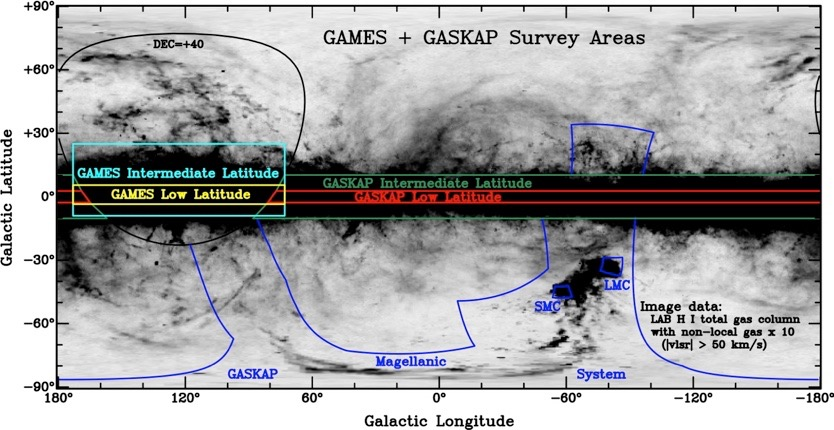 +90°
GAMES + GASKAP Survey Areas
DEC=+40
+60°
+30°
GAMES Intermediate Latitude
GASKAP Intermediate Latitude
GAMES Low Latitude
GASKAP Low Latitude
0°
Galactic Latitude
−30°
LMC
SMC
Image data:
LAB H I total gas column
with non-local gas x 10
(|vlsr| > 50 km/s)
−60°
Magellanic
GASKAP
System
−90°
180°
120°
60°
0°
−60°
−120°
−180°
Galactic Longitude